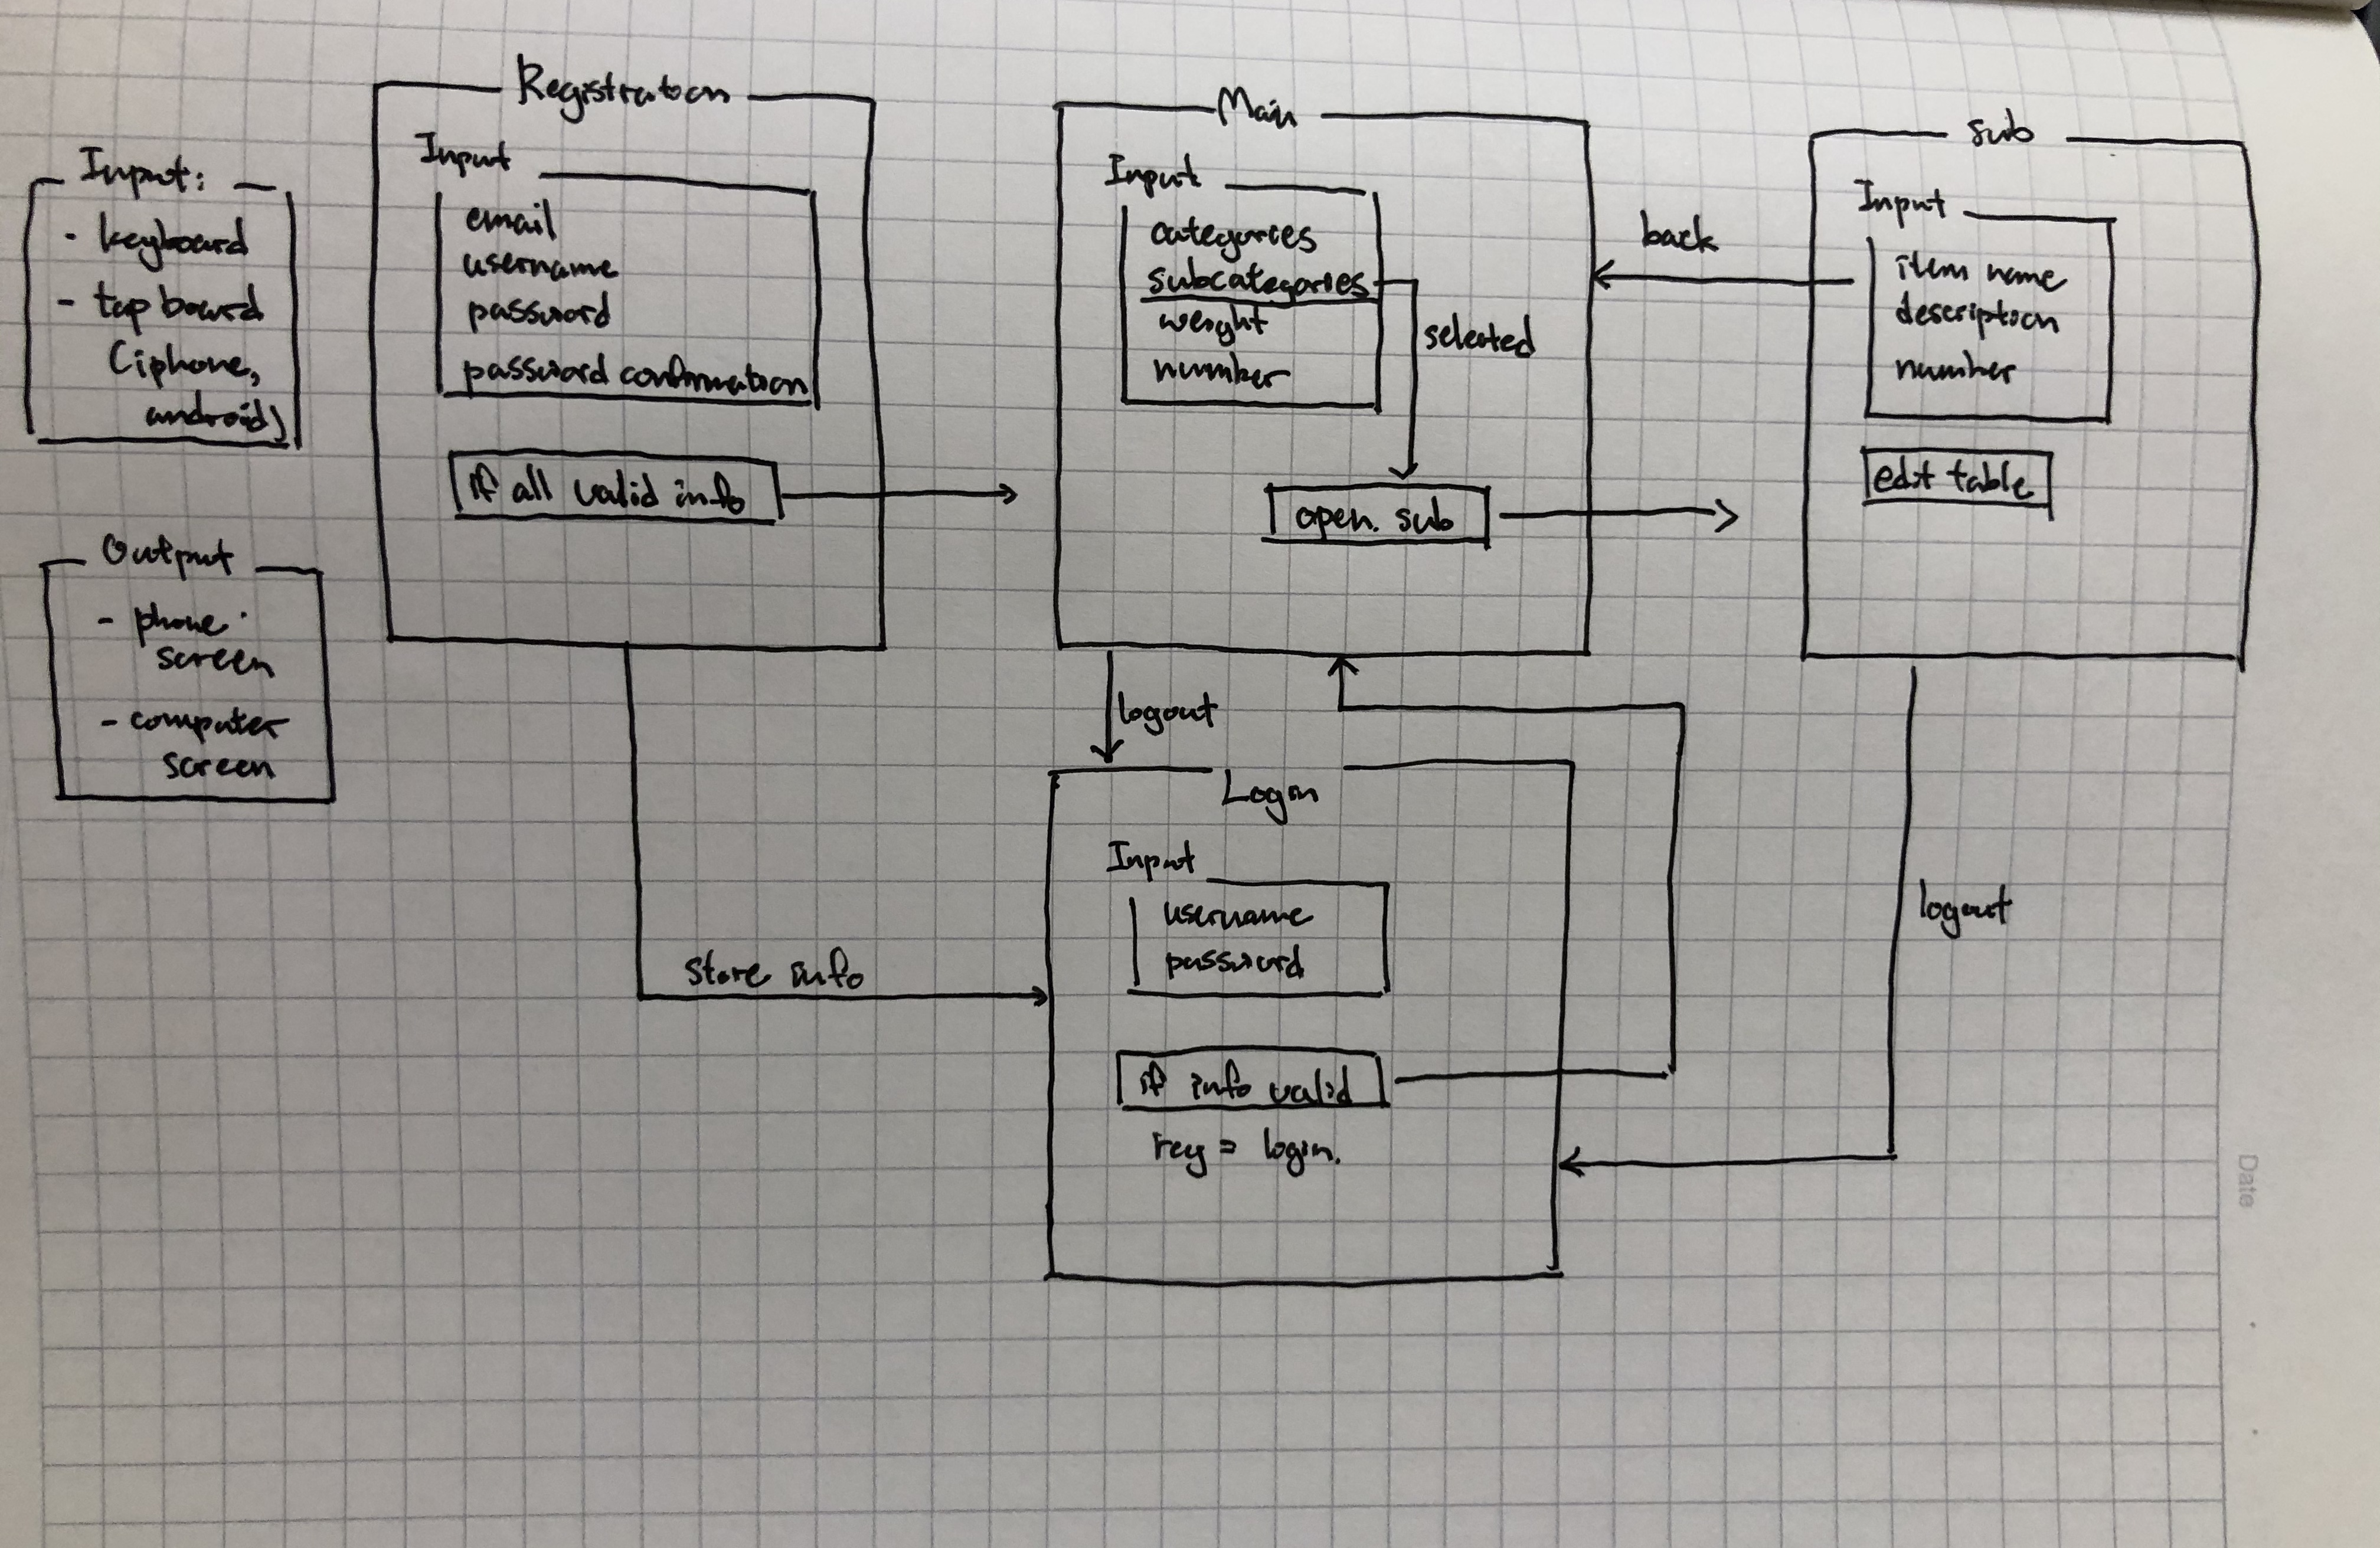 Input:
- keyboard
- tap board
(iphone,
android)
Output
- phone
screen
- computer
screen
Registration
Input
email
username
password
password confirmation
if all valid info
store info
Main
Input
categories
subcategories
weight
number
selected
open sub
logout
back
sub
Input
item name
description
number
edit table
logout
Login
Input
username
password
if info valid
reg = login.
Date